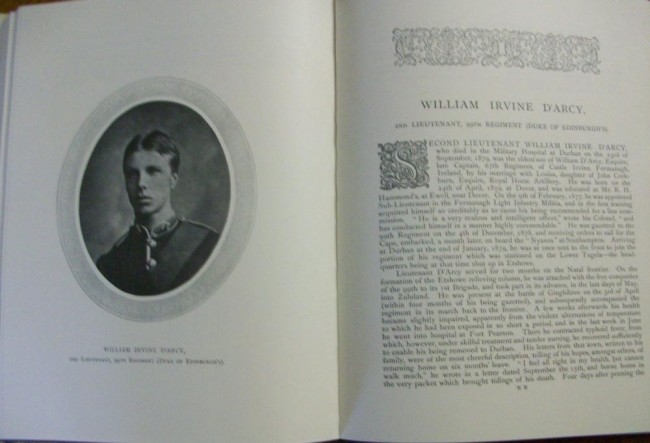 WILLIAM IRVINE D'ARCY,
2ND LIEUTENANT, 99TH REGIMENT (DUKE OF EDINBURGH'S).
WILLIAM IRVINE D'ARCY,
2ND LIEUTENANT, 99TH REGIMENT (DUKE OF EDINBURGH'S).
SECOND LIEUTENANT WILLIAM IRVINE D'ARCY,
who died in the Military Hospital at Durban on the 23rd of
September, 1879, was the eldest son of William D'Arcy, Esquire,
late Captain, 67th Regiment, of Castle Irvine, Fermanagh,
Ireland, by his marriage with Louisa, daughter of John
Esquire, Royal Horse Artillery. He was born on the
24th of April, 1859, at Dover, and was educated at Mr. R. H.
Hammond's, at Ewell, near Dover. On the 9th of February, 1877, he was appointed
Sub-Lieutenant in the Fermanagh Light Infantry Militia, and in the two training
acquired himself so creditably as to cause his being recommended for a line com-
mission. "He is a very zealous and intelligent officer," wrote his Colonel, "and
has conducted himself in a manner highly commendable." He was gazetted to the
99th Regiment on the 4th of December, 1878, and receiving orders to sail for the
Cape, embarked, a month later, on board the "Nyanza" at Southampton. Arriving
at Durban at the end of January, 1879, he was at once sent to the front to join the
portion of his regiment which was stationed on the Lower Tugela—the head-
quarters being at that time shut up in Etshowe.
Lieutenant D'Arcy served for two months on the Natal frontier. On the
formation of the Etshowe relieving column, he was attached with the five companies
of the 99th to its 1st Brigade, and took part in its advance, in the last days of May,
into Zululand. He was present at the battle of Gingihlovo on the 3rd of April
(within four months of his being gazetted), and subsequently accompanied the
regiment in its march back to the frontier. A few weeks afterwards his health
became slightly impaired, apparently from the violent alternations of temperature
to which he had been exposed in so short a period, and in the last week in June
he went into hospital at Fort Pearson. There he contracted typhoid fever, from
which, however, under skilled treatment and tender nursing, he recovered sufficiently
to enable his being removed to Durban. His letters from that town, written to his
family, were of the most cheerful description, telling of his hopes, amongst others, of
returning home on six months' leave. "I feel all right in my health, but cannot
walk much," he wrote in a letter dated September the 15th, and home in
the very packet which brought tidings of his death. Four days after penning the